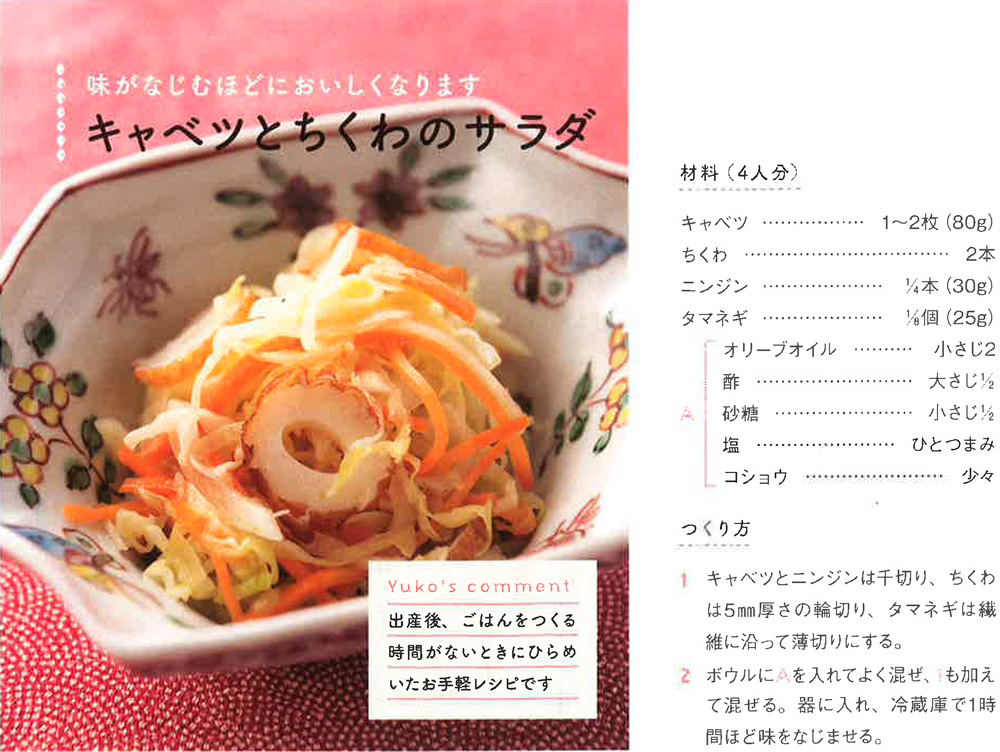 味がなじむほどにおいしくなります
キャベツとちくわのサラダ
Yuko's comment
出産後、ごはんをつくる
時間がないときにひらめ
いたお手軽レシピです
材料（4人分）
キャベツ ……………… 1〜2枚（80g）
ちくわ …………………………… 2本
ニンジン ………………… ¼本（30g）
タマネギ ………………… ⅛個（25g）
A
オリーブオイル ………… 小さじ2
酢 ……………………… 大さじ½
砂糖 …………………… 小さじ½
塩 …………………… ひとつまみ
コショウ …………………… 少々
つくり方
1 キャベツとニンジンは千切り、ちくわ
は5㎜厚さの輪切り、タマネギは繊
維に沿って薄切りにする。
2 ボウルにAを入れてよく混ぜ、1も加え
て混ぜる。器に入れ、冷蔵庫で1時
間ほど味をなじませる。